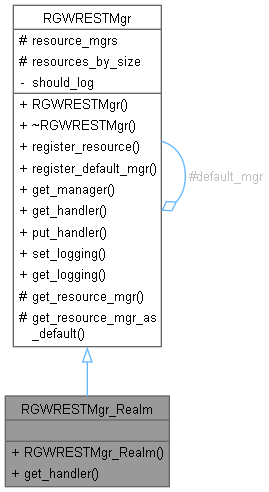 RGWRESTMgr
# resource_mgrs
# resources_by_size
- should_log
+ RGWRESTMgr()
+ ~RGWRESTMgr()
+ register_resource()
+ register_default_mgr()
+ get_manager()
+ get_handler()
+ put_handler()
+ set_logging()
+ get_logging()
# get_resource_mgr()
# get_resource_mgr_as
_default()
#default_mgr
RGWRESTMgr_Realm
+ RGWRESTMgr_Realm()
+ get_handler()